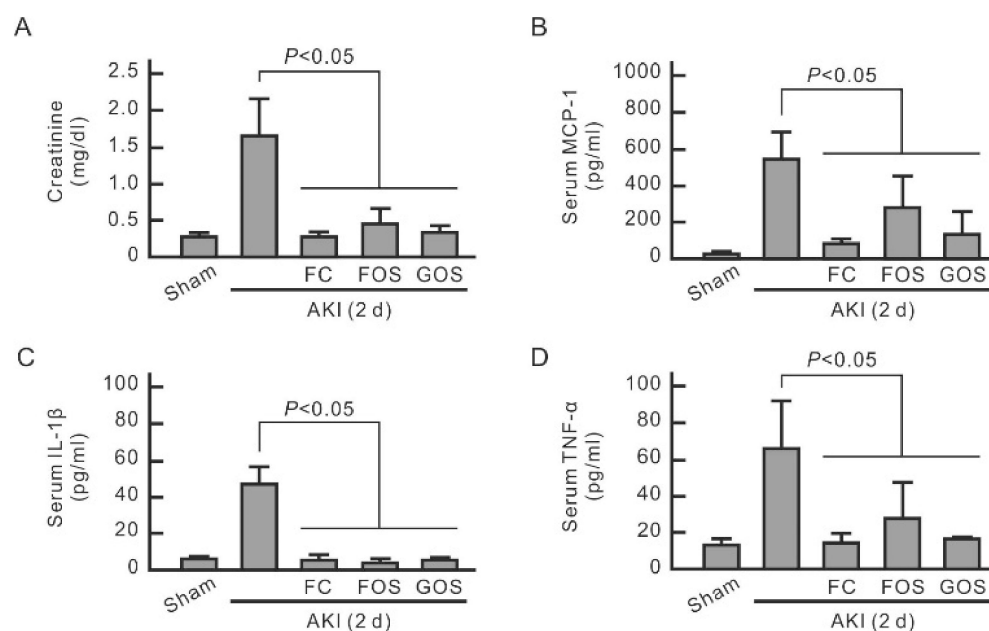 A
P<0.05
2.5
2.0
1.5
1.0
0.5
0
Creatinine
(mg/dl)
Sham
FC FOS GOS
AKI (2 d)
B
P<0.05
1000
800
600
400
200
0
Serum MCP-1
(pg/ml)
Sham
FC FOS GOS
AKI (2 d)
C
P<0.05
100
80
60
40
20
0
Serum IL-1β
(pg/ml)
Sham
FC FOS GOS
AKI (2 d)
D
P<0.05
100
80
60
40
20
0
Serum TNF-α
(pg/ml)
Sham
FC FOS GOS
AKI (2 d)